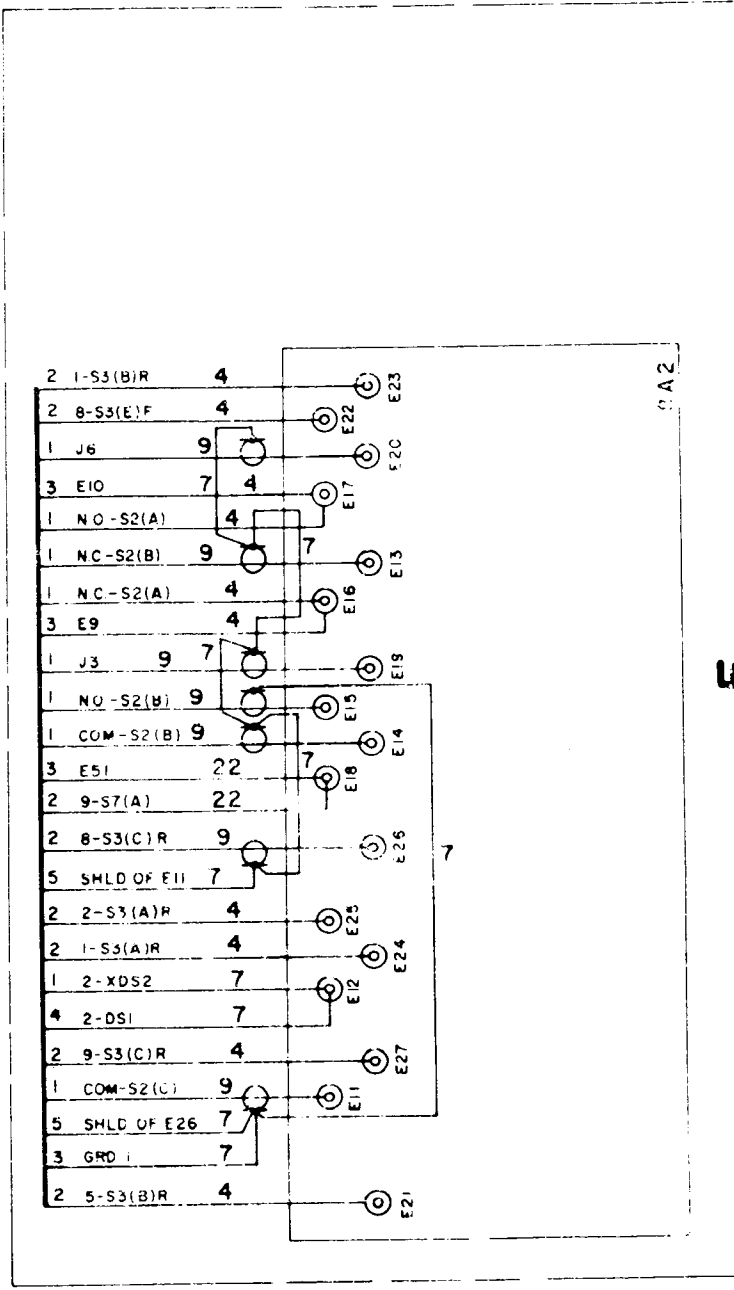 2 1-S3(B)R 4 E23
2 8-S3(E)F 4 E22
1 J6 9 E20
3 E10 7 4 E17
1 NO-S2(A) 4
1 NC-S2(B) 9 7 E13
1 NC-S2(A) 4 E16
3 E9 4
1 J3 9 7 E19
1 NO-S2(B) 9 E15
1 COM-S2(B) 9 E14
3 E51 22 7 E18
2 9-S7(A) 22
2 8-S3(C)R 9 E26
7
5 SHLD OF E11 7
2 2-S3(A)R 4 E25
2 1-S3(A)R 4 E24
1 2-XDS2 7 E12
4 2-DS1 7
2 9-S3(C)R 4 E27
1 COM-S2(C) 9 E11
5 SHLD OF E26 7
3 GRD 1 7
2 5-S3(B)R 4 E21